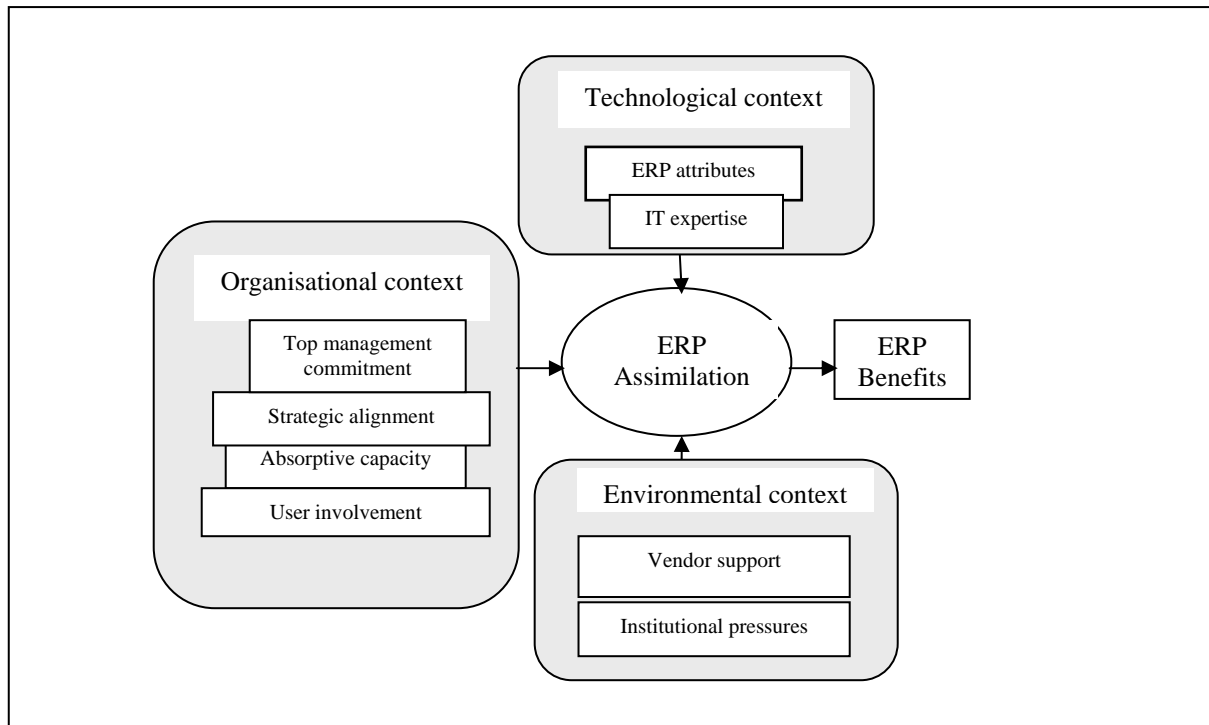 Technological context
ERP attributes
IT expertise
Organisational context
Top management
commitment
Strategic alignment
Absorptive capacity
User involvement
ERP
Assimilation
ERP
Benefits
Environmental context
Vendor support
Institutional pressures